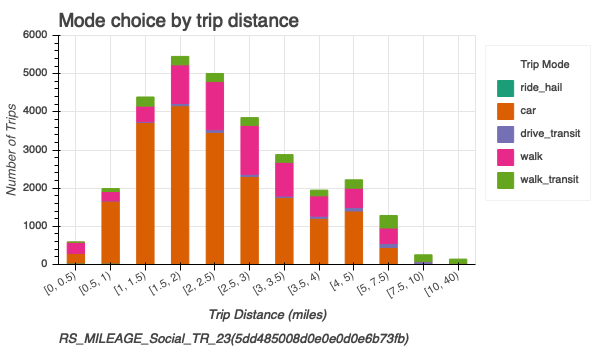 Mode choice by trip distance
6000
5000
4000
3000
2000
1000
0
Number of Trips
[0, 0.5)
[0.5, 1)
[1, 1.5)
[1.5, 2)
[2, 2.5)
[2.5, 3)
[3, 3.5)
[3.5, 4)
[4, 5)
[5, 7.5)
[7.5, 10)
[10, 40)
Trip Distance (miles)
RS_MILEAGE_Social_TR_23(5dd485008d0e0e0d0e6b73fb)
Trip Mode
ride_hail
car
drive_transit
walk
walk_transit